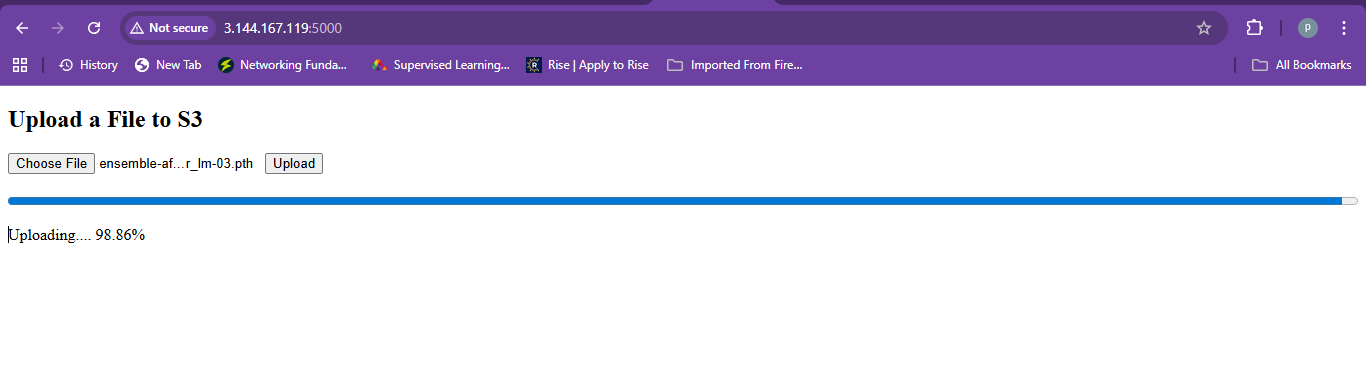 Not secure 3.144.167.119:5000 p
History New Tab Networking Funda... Supervised Learning... Rise | Apply to Rise Imported From Fire... All Bookmarks
Upload a File to S3
Choose File ensemble-af...r_lm-03.pth Upload
Uploading.... 98.86%